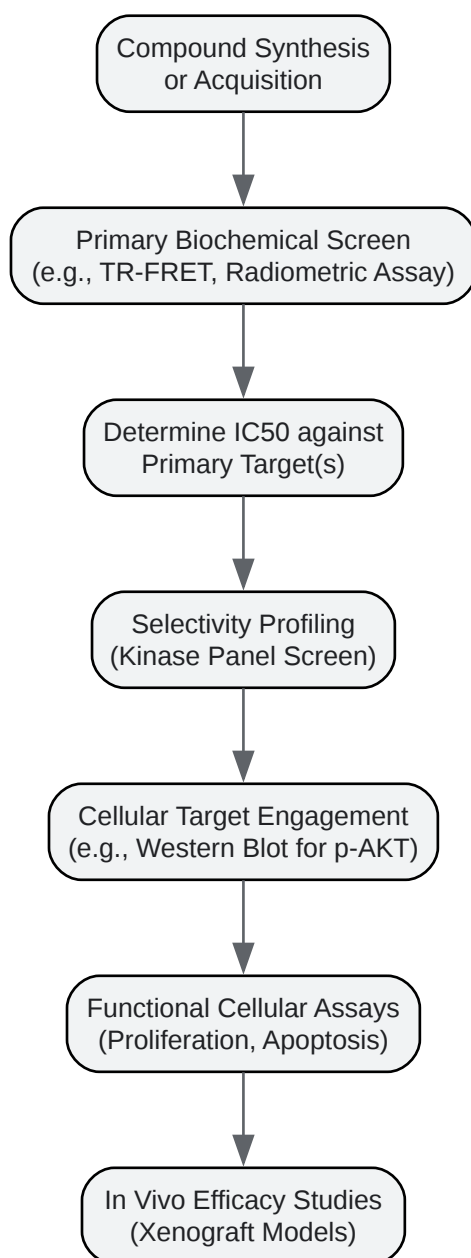 Compound Synthesis
or Acquisition
Primary Biochemical Screen
(e.g., TR-FRET, Radiometric Assay)
Determine IC50 against
Primary Target(s)
Selectivity Profiling
(Kinase Panel Screen)
Cellular Target Engagement
(e.g., Western Blot for p-AKT)
Functional Cellular Assays
(Proliferation, Apoptosis)
In Vivo Efficacy Studies
(Xenograft Models)